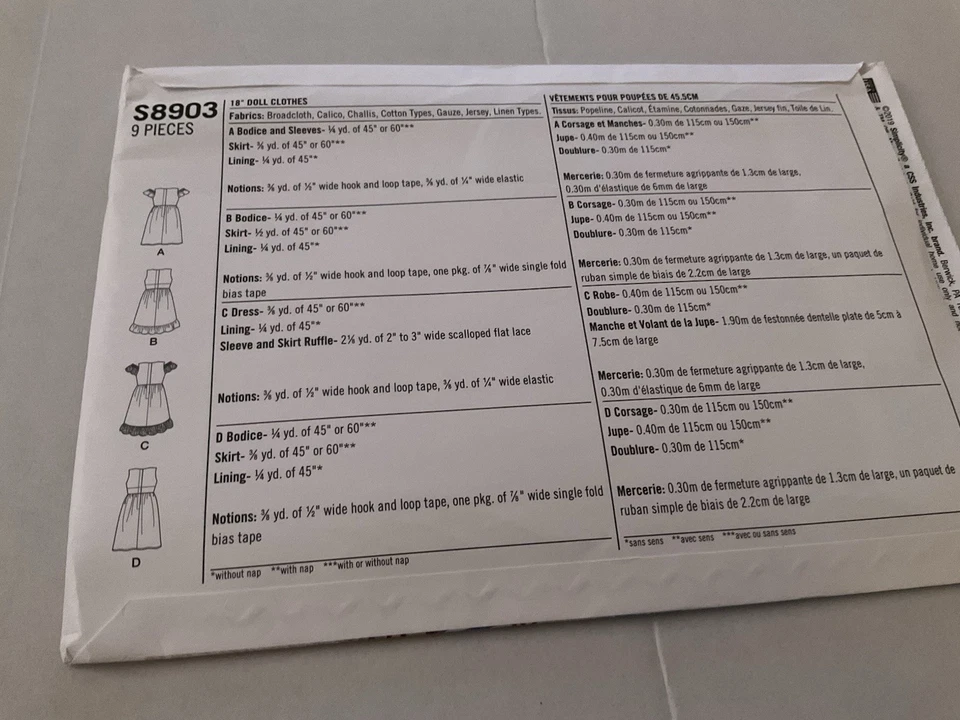 S8903
9 PIECES
A
B
C
D
18" DOLL CLOTHES
Fabrics: Broadcloth, Calico, Challis, Cotton Types, Gauze, Jersey, Linen Types.
A Bodice and Sleeves- ¼ yd. of 45" or 60"***
Skirt- ⅜ yd. of 45" or 60"***
Lining- ¼ yd. of 45"*
Notions: ⅜ yd. of ½" wide hook and loop tape, ⅜ yd. of ¼" wide elastic
B Bodice- ¼ yd. of 45" or 60"***
Skirt- ½ yd. of 45" or 60"**
Lining- ¼ yd. of 45"*
Notions: ⅜ yd. of ½" wide hook and loop tape, one pkg. of ⅞" wide single fold
bias tape
C Dress- ⅜ yd. of 45" or 60"**
Lining- ¼ yd. of 45"*
Sleeve and Skirt Ruffle- 2⅛ yd. of 2" to 3" wide scalloped flat lace
Notions: ⅜ yd. of ½" wide hook and loop tape, ⅜ yd. of ¼" wide elastic
D Bodice- ¼ yd. of 45" or 60"**
Skirt- ⅜ yd. of 45" or 60"**
Lining- ¼ yd. of 45"*
Notions: ⅜ yd. of ½" wide hook and loop tape, one pkg. of ⅞" wide single fold
bias tape
*without nap **with nap ***with or without nap
VÊTEMENTS POUR POUPÉES DE 45.5CM
Tissus: Popeline, Calicot, Étamine, Cotonnades, Gaze, Jersey fin, Toile de Lin.
A Corsage et Manches- 0.30m de 115cm ou 150cm**
Jupe- 0.40m de 115cm ou 150cm**
Doublure- 0.30m de 115cm*
Mercerie: 0.30m de fermeture agrippante de 1.3cm de large,
0.30m d'élastique de 6mm de large
B Corsage- 0.30m de 115cm ou 150cm**
Jupe- 0.40m de 115cm ou 150cm**
Doublure- 0.30m de 115cm*
Mercerie: 0.30m de fermeture agrippante de 1.3cm de large, un paquet de
ruban simple de biais de 2.2cm de large
C Robe- 0.40m de 115cm ou 150cm**
Doublure- 0.30m de 115cm*
Manche et Volant de la Jupe- 1.90m de festonnée dentelle plate de 5cm à
7.5cm de large
Mercerie: 0.30m de fermeture agrippante de 1.3cm de large,
0.30m d'élastique de 6mm de large
D Corsage- 0.30m de 115cm ou 150cm**
Jupe- 0.40m de 115cm ou 150cm**
Doublure- 0.30m de 115cm*
Mercerie: 0.30m de fermeture agrippante de 1.3cm de large, un paquet de
ruban simple de biais de 2.2cm de large
*sans sens **avec sens ***avec ou sans sens
©2019 Simplicity® a CSS Industries, Inc. brand. Berwick, PA
individual home use only and